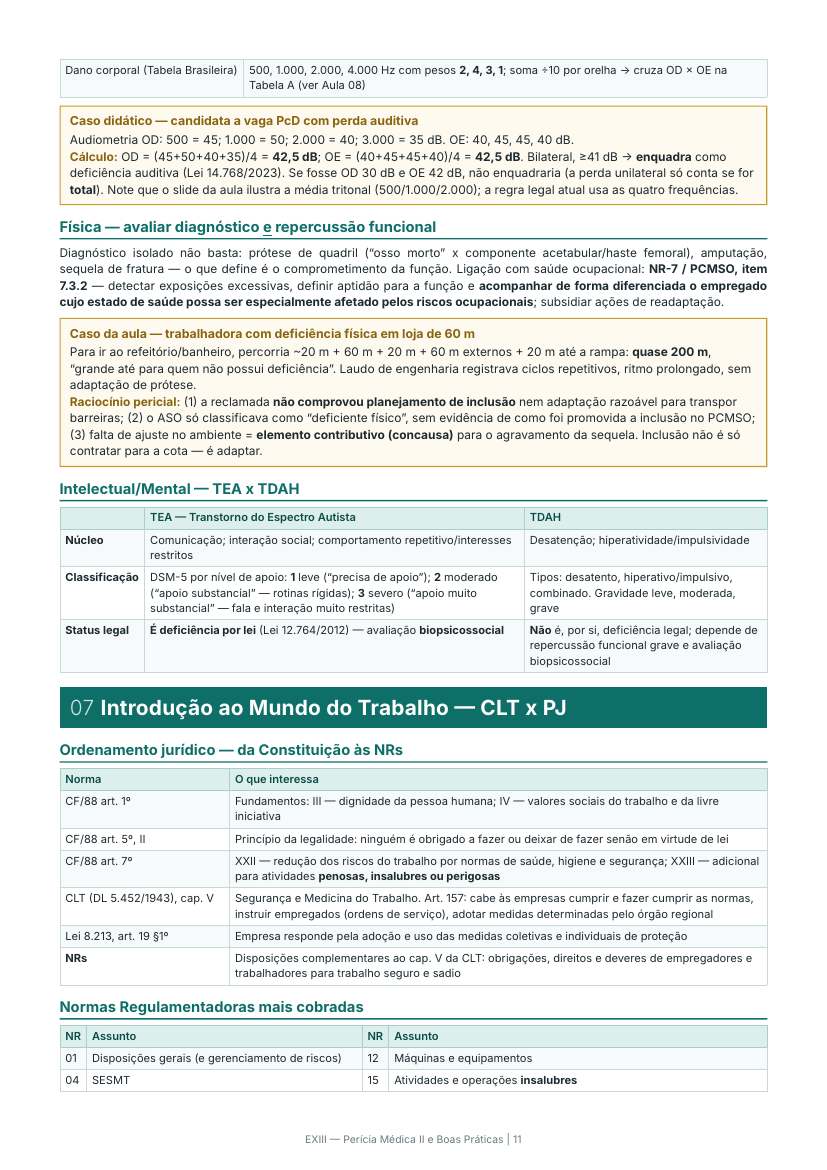 Dano corporal (Tabela Brasileira) 500, 1.000, 2.000, 4.000 Hz com pesos 2, 4, 3, 1; soma ÷10 por orelha → cruza OD × OE na
Tabela A (ver Aula 08)
Caso didático — candidata a vaga PcD com perda auditiva
Audiometria OD: 500 = 45; 1.000 = 50; 2.000 = 40; 3.000 = 35 dB. OE: 40, 45, 45, 40 dB.
Cálculo: OD = (45+50+40+35)/4 = 42,5 dB; OE = (40+45+45+40)/4 = 42,5 dB. Bilateral, ≥41 dB → enquadra como
deficiência auditiva (Lei 14.768/2023). Se fosse OD 30 dB e OE 42 dB, não enquadraria (a perda unilateral só conta se for
total). Note que o slide da aula ilustra a média tritonal (500/1.000/2.000); a regra legal atual usa as quatro frequências.
Física — avaliar diagnóstico e repercussão funcional
Diagnóstico isolado não basta: prótese de quadril (“osso morto” x componente acetabular/haste femoral), amputação,
sequela de fratura — o que define é o comprometimento da função. Ligação com saúde ocupacional: NR-7 / PCMSO, item
7.3.2 — detectar exposições excessivas, definir aptidão para a função e acompanhar de forma diferenciada o empregado
cujo estado de saúde possa ser especialmente afetado pelos riscos ocupacionais; subsidiar ações de readaptação.
Caso da aula — trabalhadora com deficiência física em loja de 60 m
Para ir ao refeitório/banheiro, percorria ~20 m + 60 m + 20 m + 60 m externos + 20 m até a rampa: quase 200 m,
“grande até para quem não possui deficiência”. Laudo de engenharia registrava ciclos repetitivos, ritmo prolongado, sem
adaptação de prótese.
Raciocínio pericial: (1) a reclamada não comprovou planejamento de inclusão nem adaptação razoável para transpor
barreiras; (2) o ASO só classificava como “deficiente físico”, sem evidência de como foi promovida a inclusão no PCMSO;
(3) falta de ajuste no ambiente = elemento contributivo (concausa) para o agravamento da sequela. Inclusão não é só
contratar para a cota — é adaptar.
Intelectual/Mental — TEA x TDAH
TEA — Transtorno do Espectro Autista TDAH
Núcleo Comunicação; interação social; comportamento repetitivo/interesses
restritos Desatenção; hiperatividade/impulsividade
Classificação DSM-5 por nível de apoio: 1 leve (“precisa de apoio”); 2 moderado
(“apoio substancial” — rotinas rígidas); 3 severo (“apoio muito
substancial” — fala e interação muito restritas) Tipos: desatento, hiperativo/impulsivo,
combinado. Gravidade leve, moderada,
grave
Status legal É deficiência por lei (Lei 12.764/2012) — avaliação biopsicossocial Não é, por si, deficiência legal; depende de
repercussão funcional grave e avaliação
biopsicossocial
07 Introdução ao Mundo do Trabalho — CLT x PJ
Ordenamento jurídico — da Constituição às NRs
Norma O que interessa
CF/88 art. 1º Fundamentos: III — dignidade da pessoa humana; IV — valores sociais do trabalho e da livre
iniciativa
CF/88 art. 5º, II Princípio da legalidade: ninguém é obrigado a fazer ou deixar de fazer senão em virtude de lei
CF/88 art. 7º XXII — redução dos riscos do trabalho por normas de saúde, higiene e segurança; XXIII — adicional
para atividades penosas, insalubres ou perigosas
CLT (DL 5.452/1943), cap. V Segurança e Medicina do Trabalho. Art. 157: cabe às empresas cumprir e fazer cumprir as normas,
instruir empregados (ordens de serviço), adotar medidas determinadas pelo órgão regional
Lei 8.213, art. 19 §1º Empresa responde pela adoção e uso das medidas coletivas e individuais de proteção
NRs Disposições complementares ao cap. V da CLT: obrigações, direitos e deveres de empregadores e
trabalhadores para trabalho seguro e sadio
Normas Regulamentadoras mais cobradas
NR Assunto NR Assunto
01 Disposições gerais (e gerenciamento de riscos) 12 Máquinas e equipamentos
04 SESMT 15 Atividades e operações insalubres
EXIII — Perícia Médica II e Boas Práticas | 11